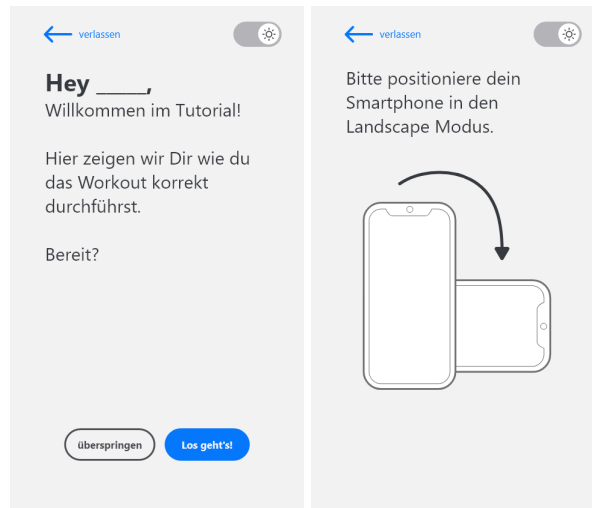 verlassen
Hey _____,
Willkommen im Tutorial!
Hier zeigen wir Dir wie du
das Workout korrekt
durchführst.
Bereit?
überspringen
Los geht's!
verlassen
Bitte positioniere dein
Smartphone in den
Landscape Modus.